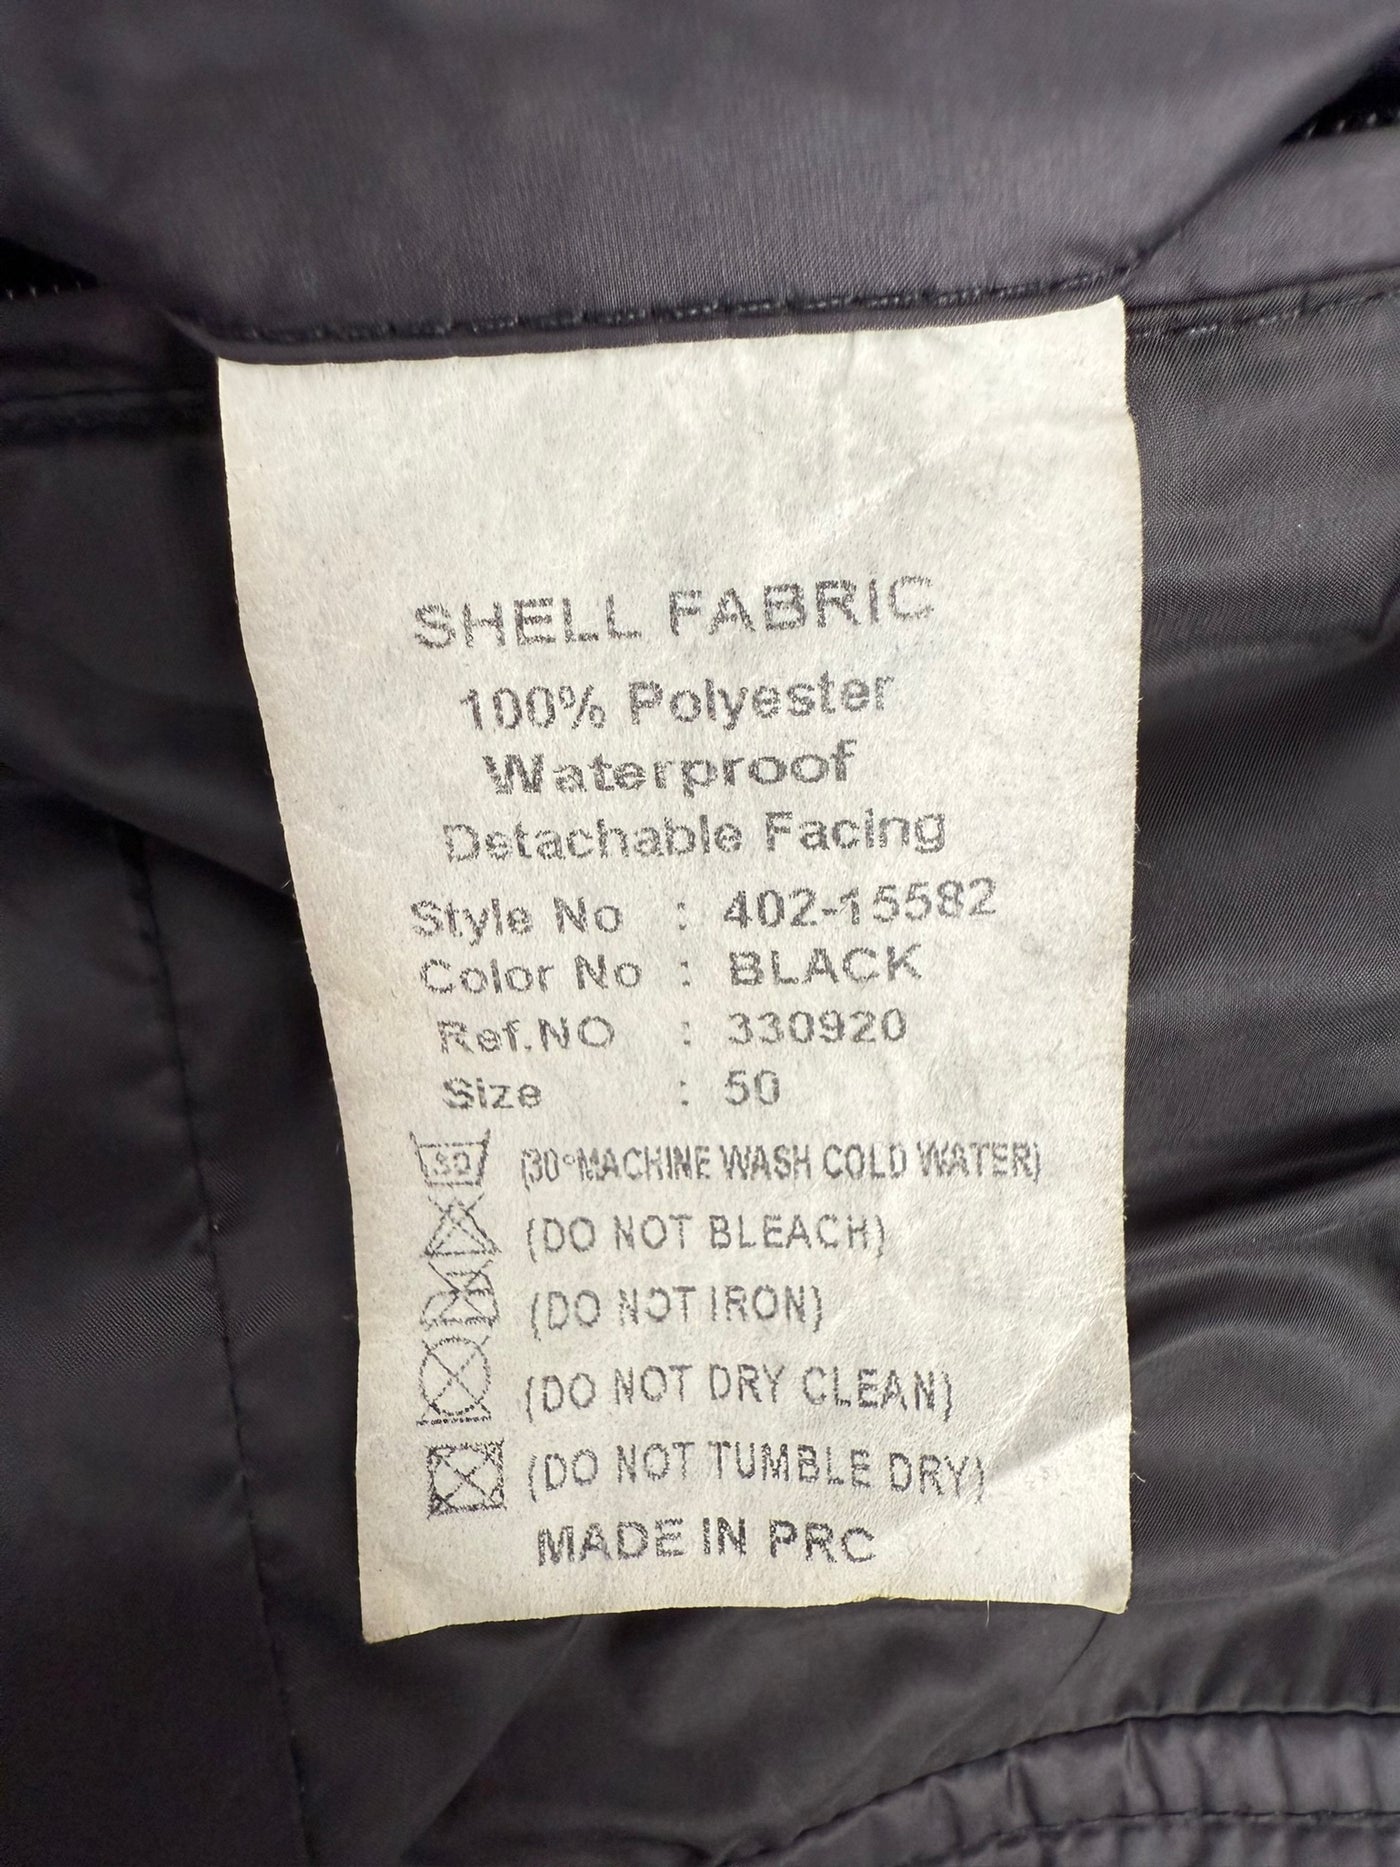 SHELL FABRIC
100% Polyester
Waterproof
Detachable Facing
Style No : 402-15582
Color No : BLACK
Ref.NO : 330920
Size : 50
30 (30°MACHINE WASH COLD WATER)
(DO NOT BLEACH)
(DO NOT IRON)
(DO NOT DRY CLEAN)
(DO NOT TUMBLE DRY)
MADE IN PRC